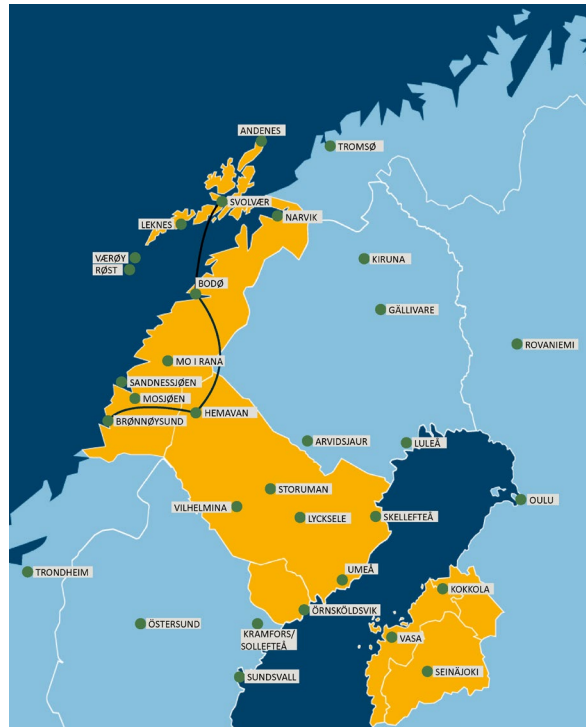 ANDENES
TROMSØ
SVOLVÆR
NARVIK
LEKNES
VÆRØY
RØST
KIRUNA
BODØ
GÄLLIVARE
ROVANIEMI
MO I RANA
SANDNESSJØEN
MOSJØEN
HEMAVAN
BRØNNØYSUND
ARVIDSJAUR
LULEÅ
STORUMAN
VILHELMINA
LYCKSELE
SKELLEFTEÅ
OULU
TRONDHEIM
UMEÅ
KOKKOLA
ÖRNSKÖLDSVIK
ÖSTERSUND
KRAMFORS/
SOLLEFTEÅ
VASA
SEINÄJOKI
SUNDSVALL